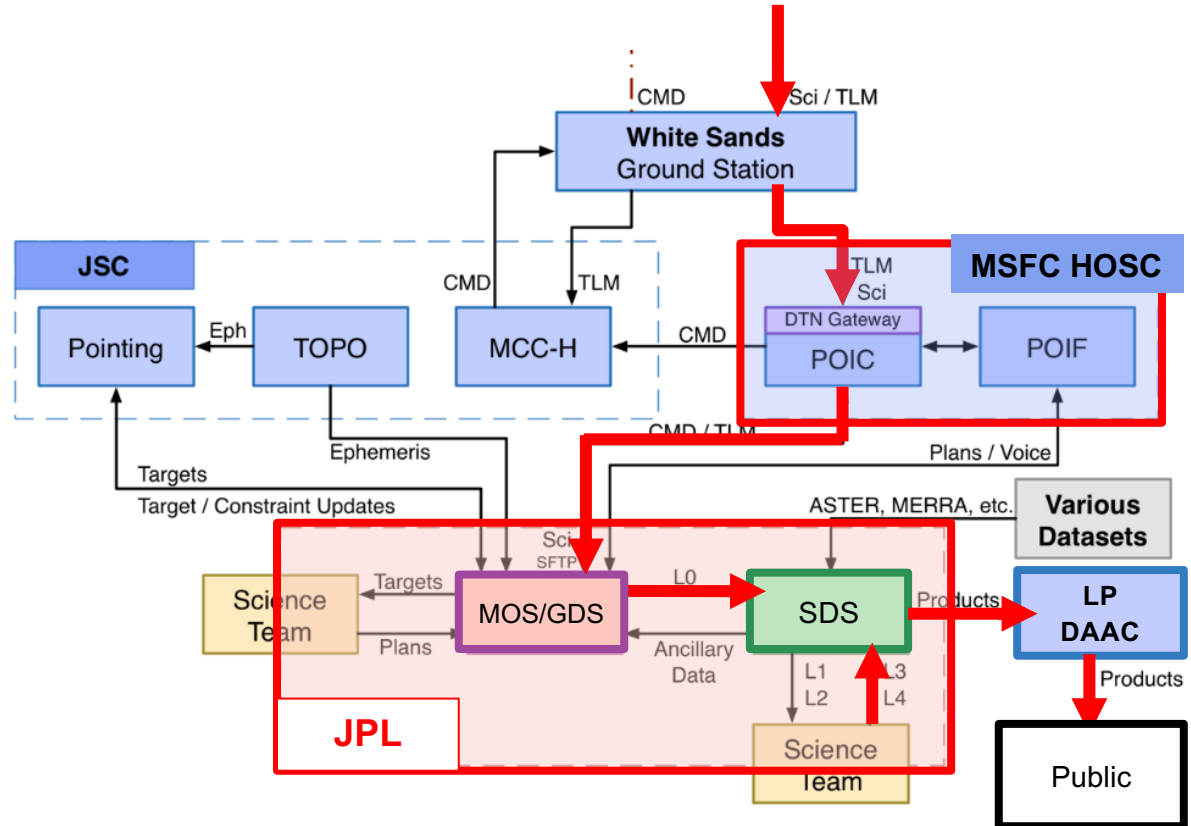 CMD
Sci / TLM
White Sands
Ground Station
JSC
CMD
TLM
TLM
Sci
MSFC HOSC
Pointing
Eph
TOPO
MCC-H
CMD
DTN Gateway
POIC
POIF
CMD / TLM
Ephemeris
Plans / Voice
Targets
Target / Constraint Updates
ASTER, MERRA, etc.
Various
Datasets
Sci
SFTP
Science
Team
Targets
Plans
MOS/GDS
L0
Ancillary
Data
SDS
Products
LP
DAAC
L1
L2
L3
L4
Products
JPL
Science
Team
Public